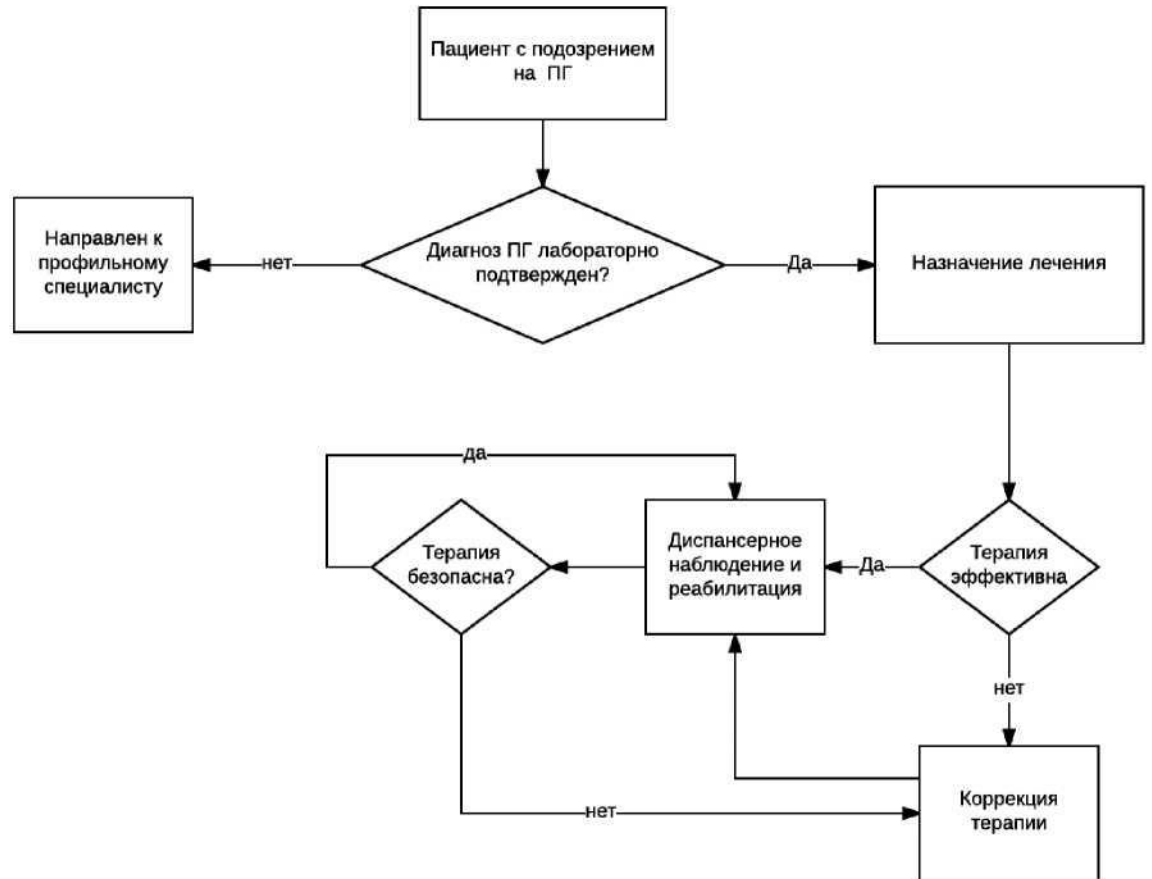 Пациент с подозрением
на ПГ
Направлен к
профильному
специалисту
нет
Диагноз ПГ лабораторно
подтвержден?
Да
Назначение лечения
да
Терапия
безопасна?
Диспансерное
наблюдение и
реабилитация
Да
Терапия
эффективна
нет
нет
Коррекция
терапии